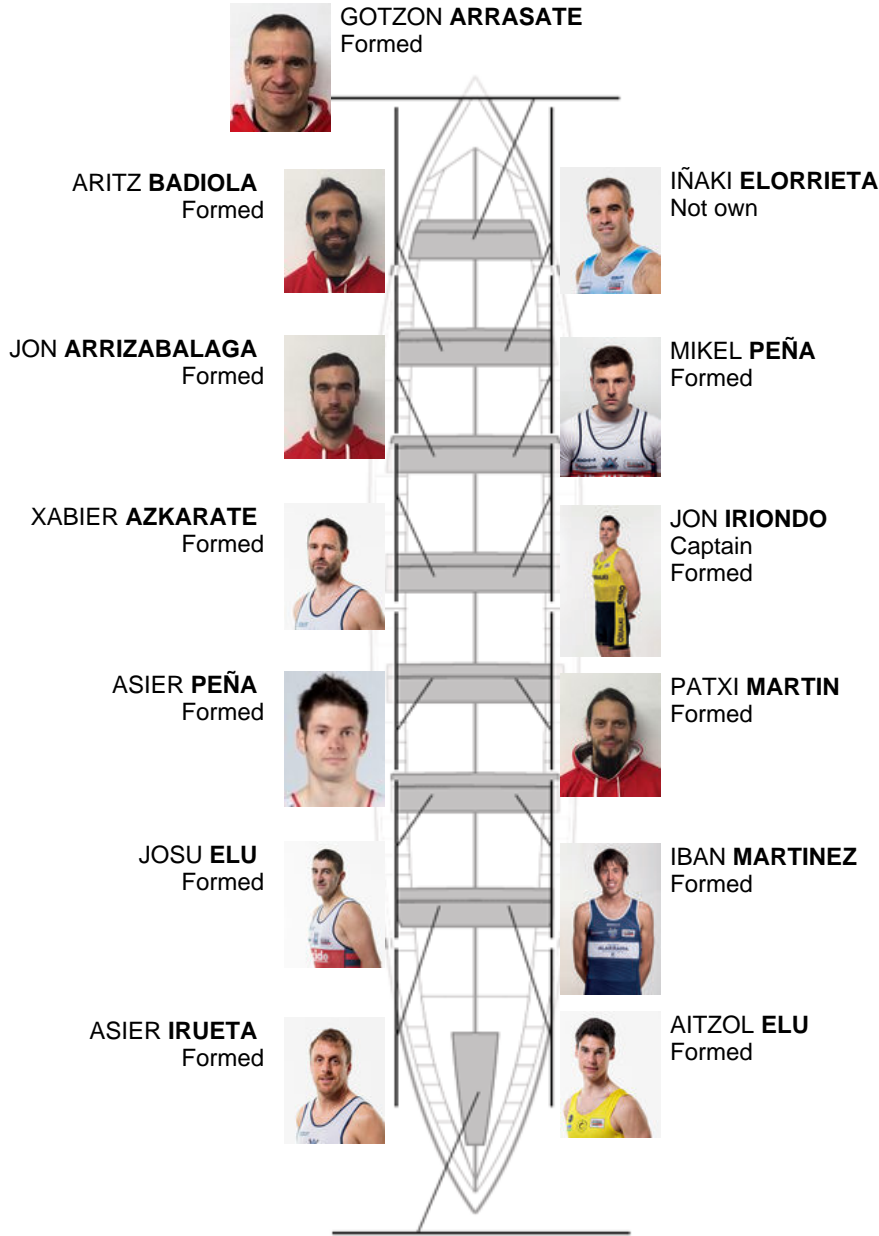 GOTZON ARRASATE
Formed
ARITZ BADIOLA
Formed
IÑAKI ELORRIETA
Not own
JON ARRIZABALAGA
Formed
MIKEL PEÑA
Formed
XABIER AZKARATE
Formed
JON IRIONDO
Captain
Formed
ASIER PEÑA
Formed
PATXI MARTIN
Formed
JOSU ELU
Formed
IBAN MARTINEZ
Formed
ASIER IRUETA
Formed
AITZOL ELU
Formed